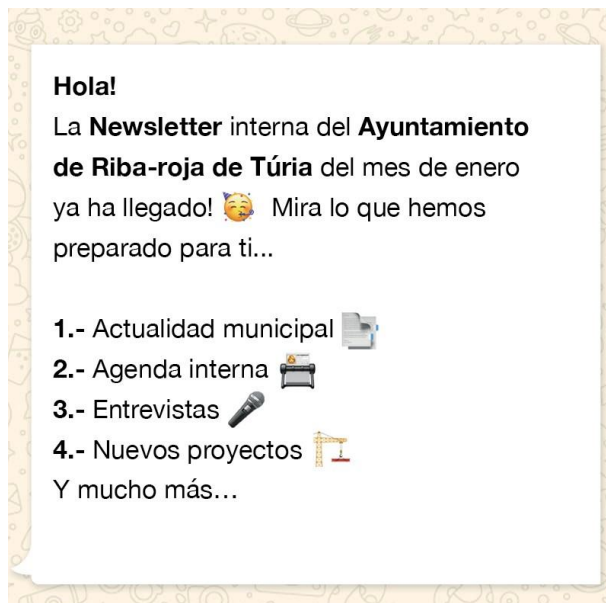 Hola!
La Newsletter interna del Ayuntamiento
de Riba-roja de Túria del mes de enero
ya ha llegado! 🥳 Mira lo que hemos
preparado para ti...
1.- Actualidad municipal 📑
2.- Agenda interna 📇
3.- Entrevistas 🎤
4.- Nuevos proyectos 🏗️
Y mucho más...